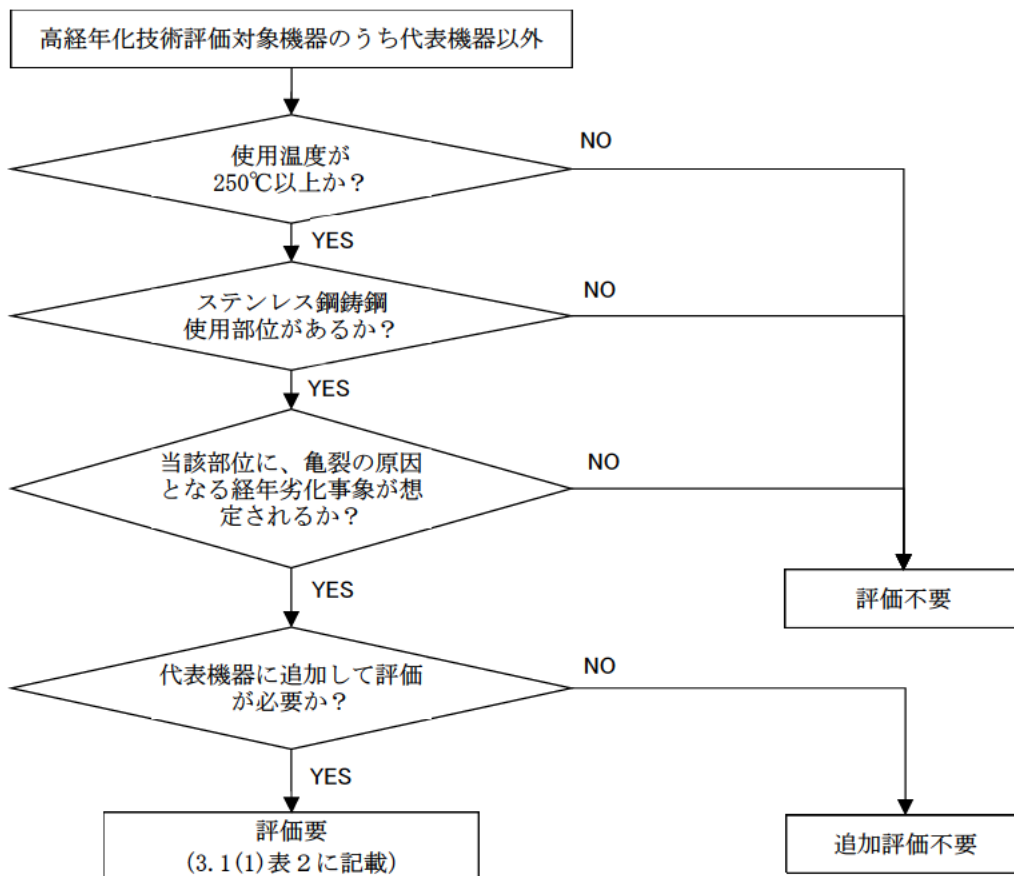 高経年化技術評価対象機器のうち代表機器以外
使用温度が
250℃以上か？
NO
YES
ステンレス鋼鋳鋼
使用部位があるか？
NO
YES
当該部位に、亀裂の原因
となる経年劣化事象が想
定されるか？
NO
YES
評価不要
代表機器に追加して評価
が必要か？
NO
YES
評価要
(3.1(1)表２に記載)
追加評価不要